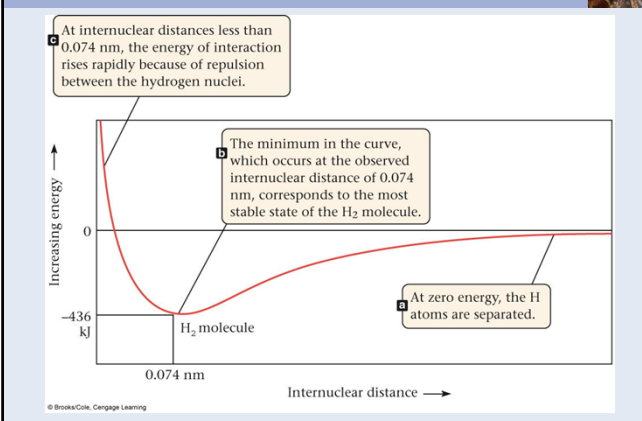 c
At internuclear distances less than
0.074 nm, the energy of interaction
rises rapidly because of repulsion
between the hydrogen nuclei.
b
The minimum in the curve,
which occurs at the observed
internuclear distance of 0.074
nm, corresponds to the most
stable state of the H₂ molecule.
Increasing energy
0
a
At zero energy, the H
atoms are separated.
–436
kJ
H₂ molecule
0.074 nm
Internuclear distance
© Brooks/Cole, Cengage Learning